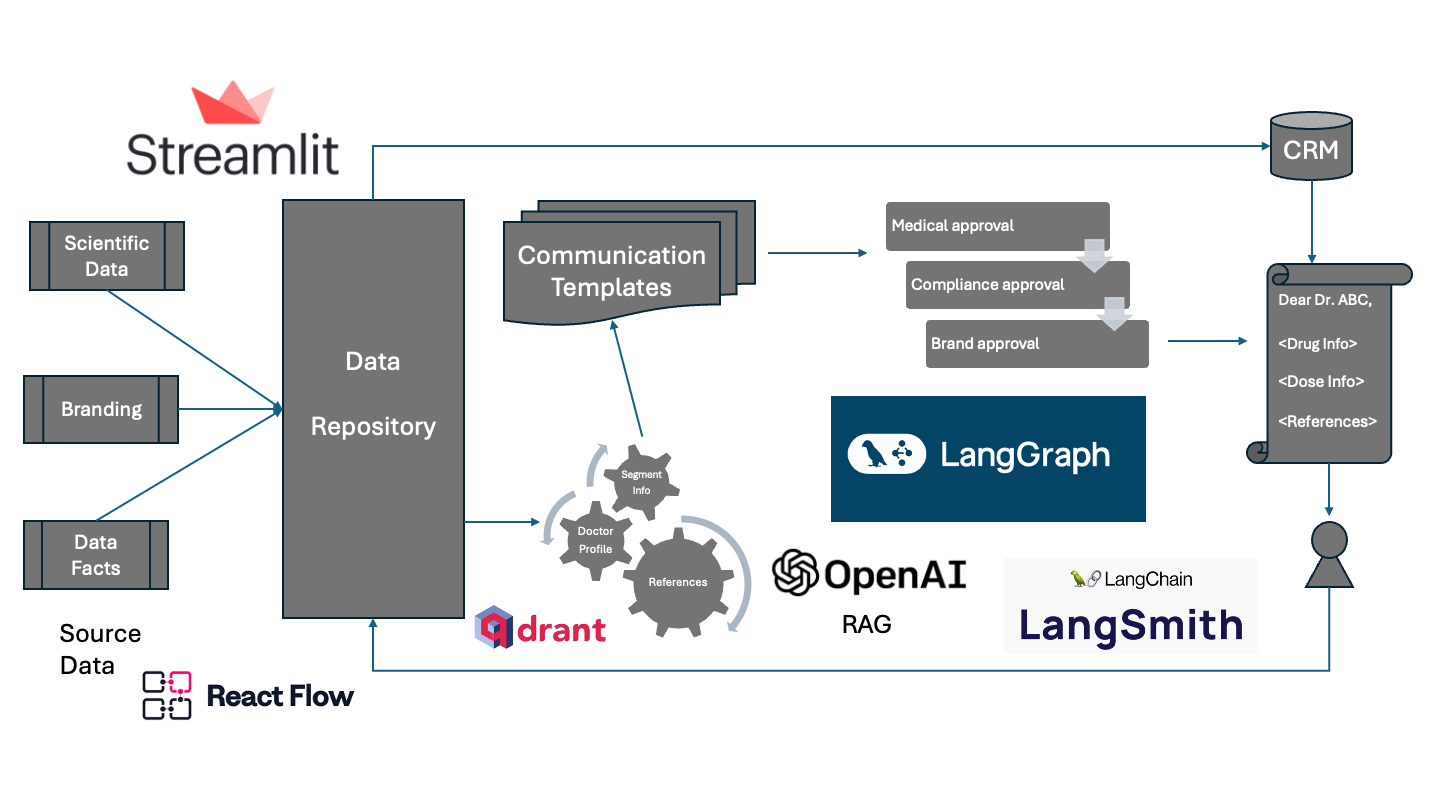 Streamlit
CRM
Scientific
Data
Branding
Data
Facts
Source
Data
React Flow
Data
Repository
Communication
Templates
Segment
Info
Doctor
Profile
References
qdrant
Medical approval
Compliance approval
Brand approval
LangGraph
OpenAI
RAG
LangChain
LangSmith
Dear Dr. ABC,
<Drug Info>
<Dose Info>
<References>